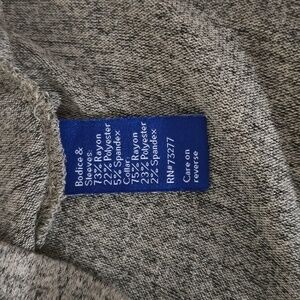 Bodice &
Sleeves:
73% Rayon
22% Polyester
5% Spandex
Collar:
75% Rayon
23% Polyester
2% Spandex
RN#73277
Care on
reverse